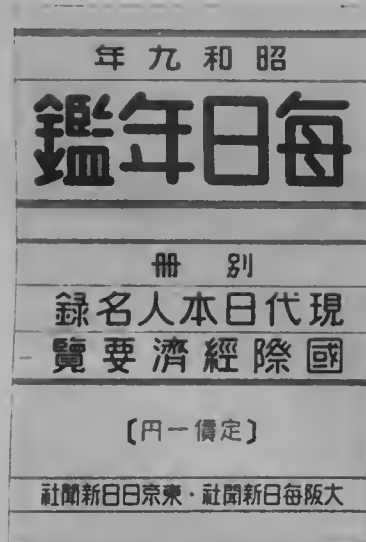 昭和九年
每日年鑑
別冊
現代日本人名録
國際經濟要覽
〔定價一円〕
大阪每日新聞社・東京日日新聞社